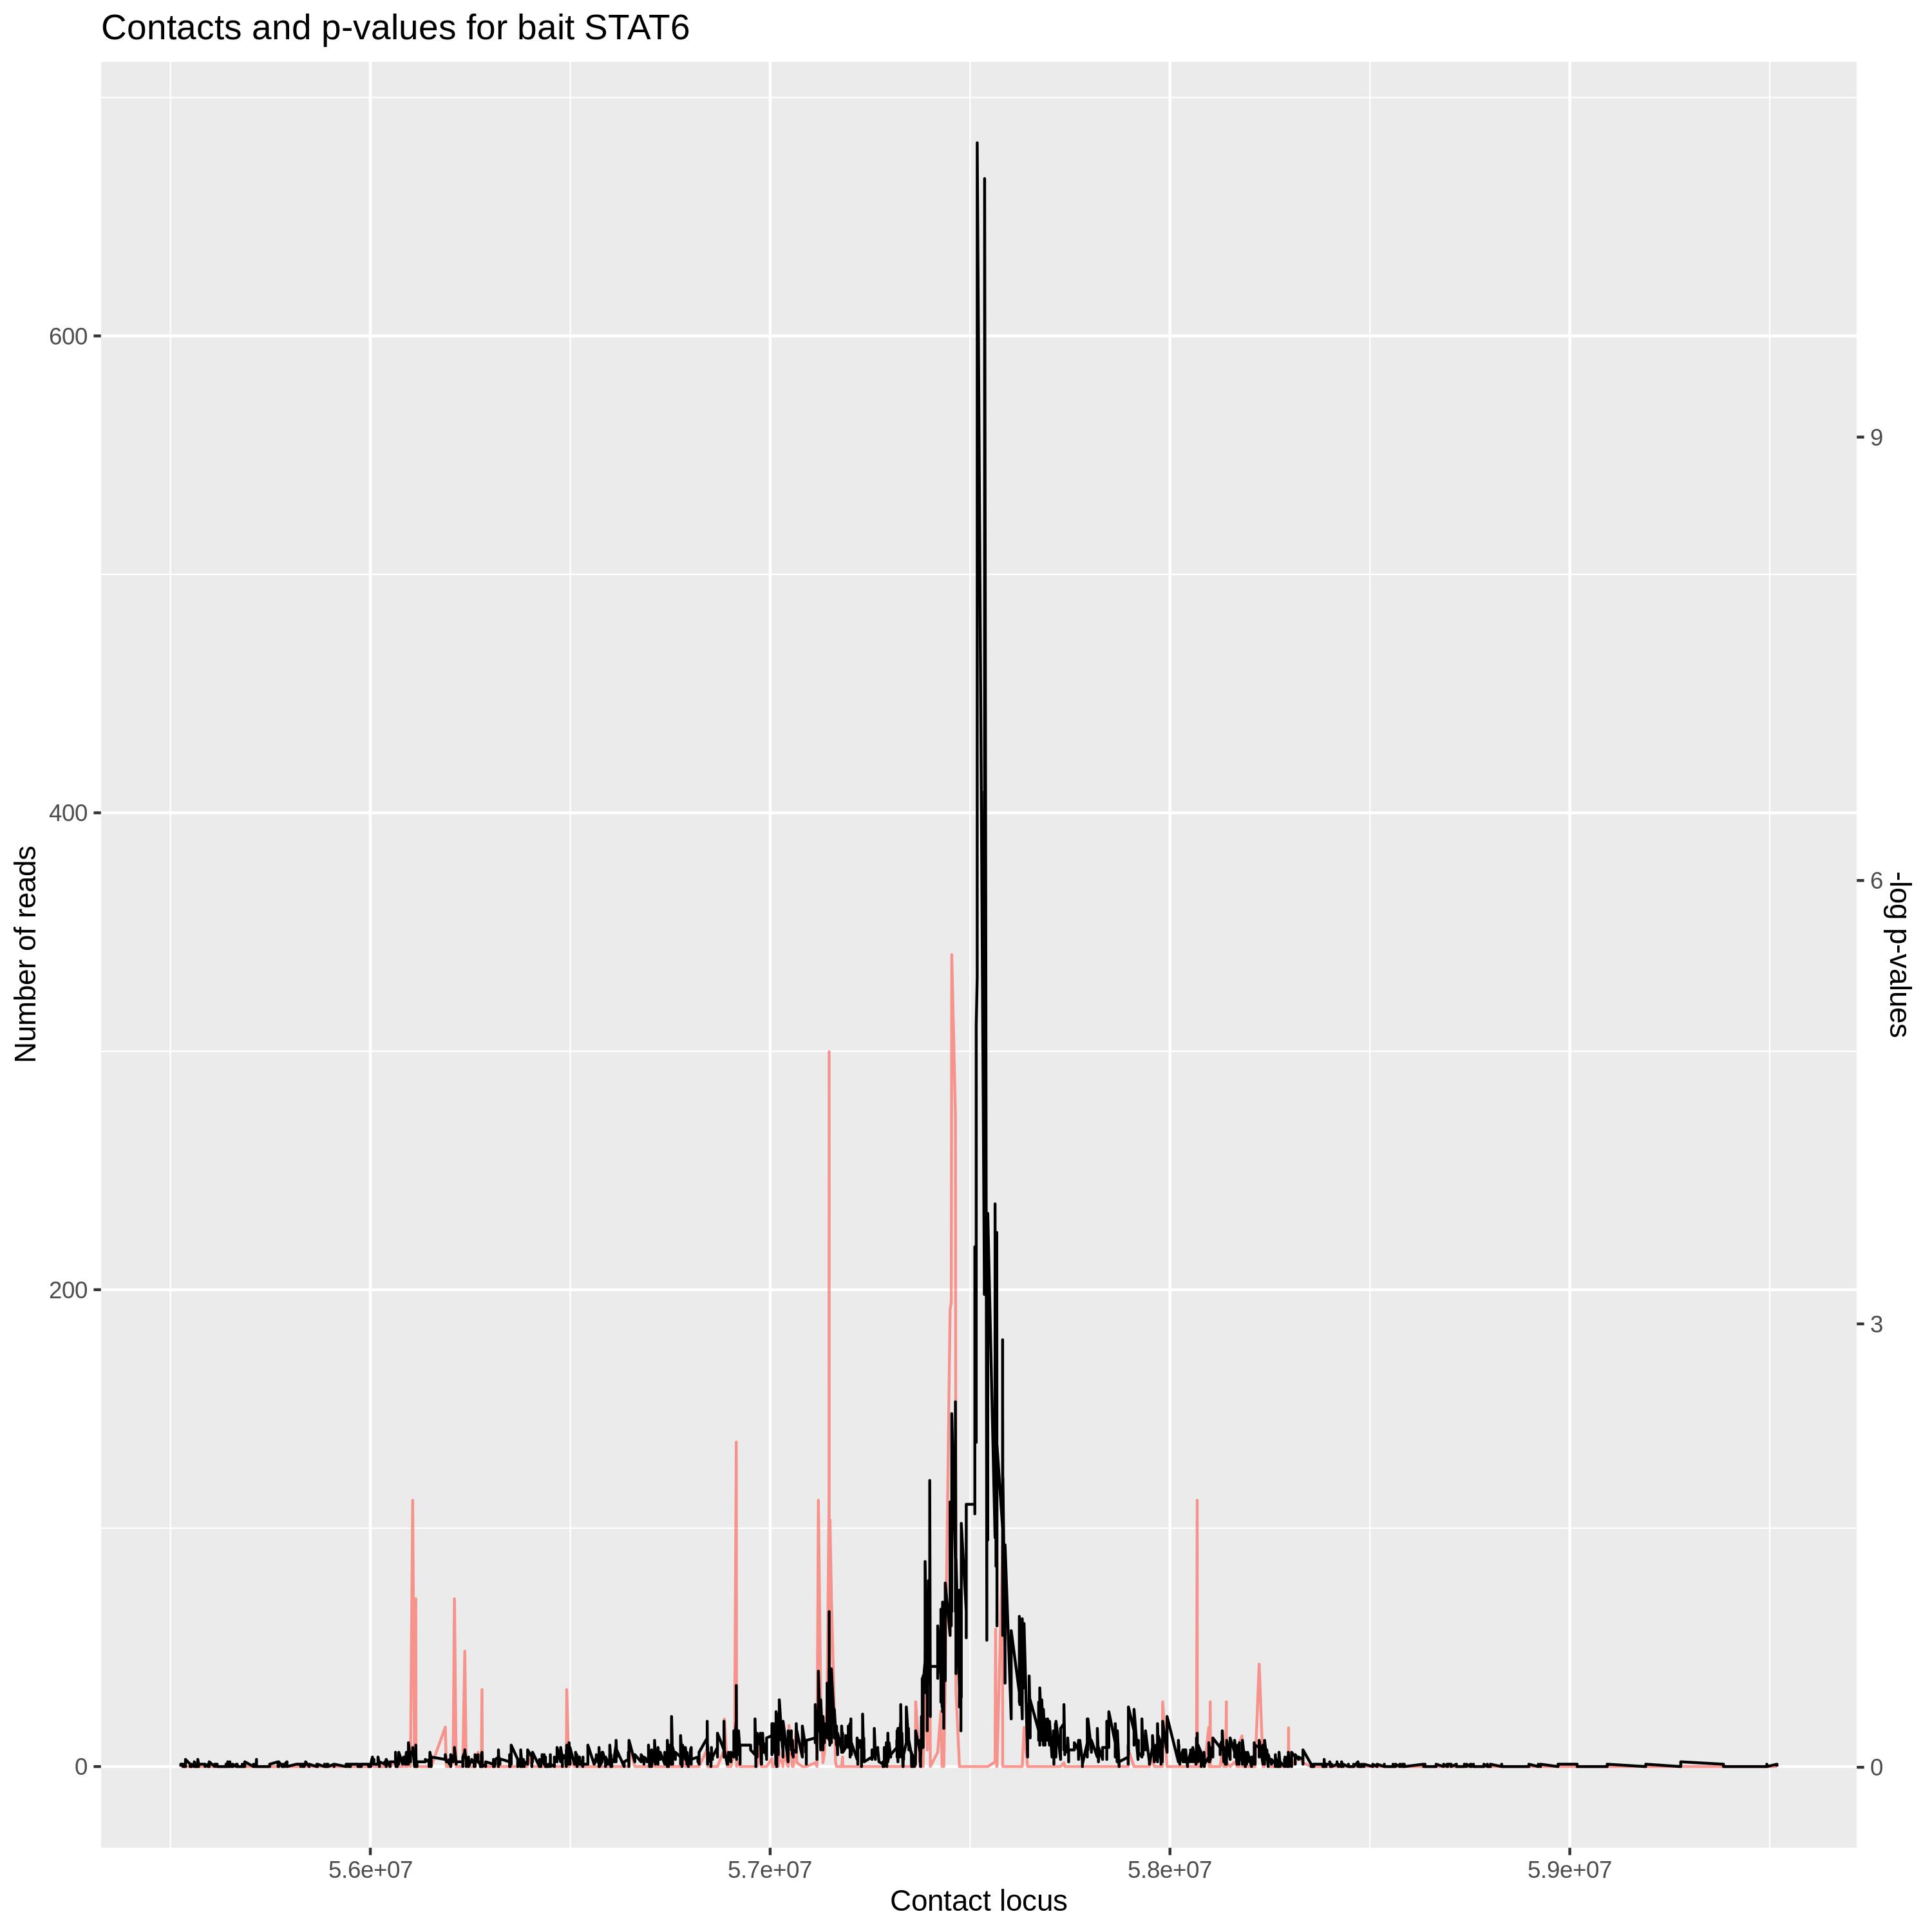 Contacts and p-values for bait STAT6
600
400
200
0
Number of reads
9
6
3
0
-log p-values
5.6e+07
5.7e+07
5.8e+07
5.9e+07
Contact locus